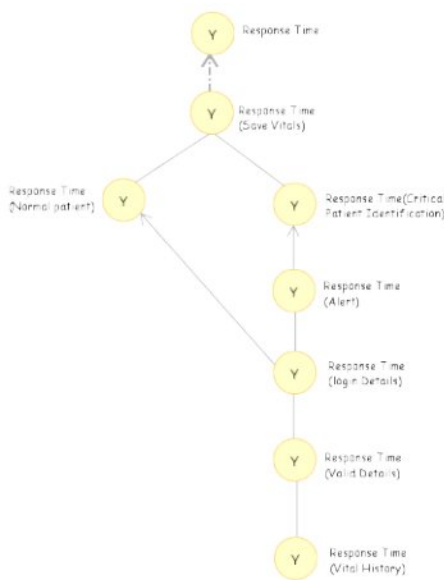 Y
Response Time
Y
Response Time
(Save Vitals)
Response Time
(Normal patient)
Y
Y
Response Time(Critica
Patient Identification)
Y
Response Time
(Alert)
Y
Response Time
(login Details)
Y
Response Time
(Valid Details)
Y
Response Time
(Vital History)